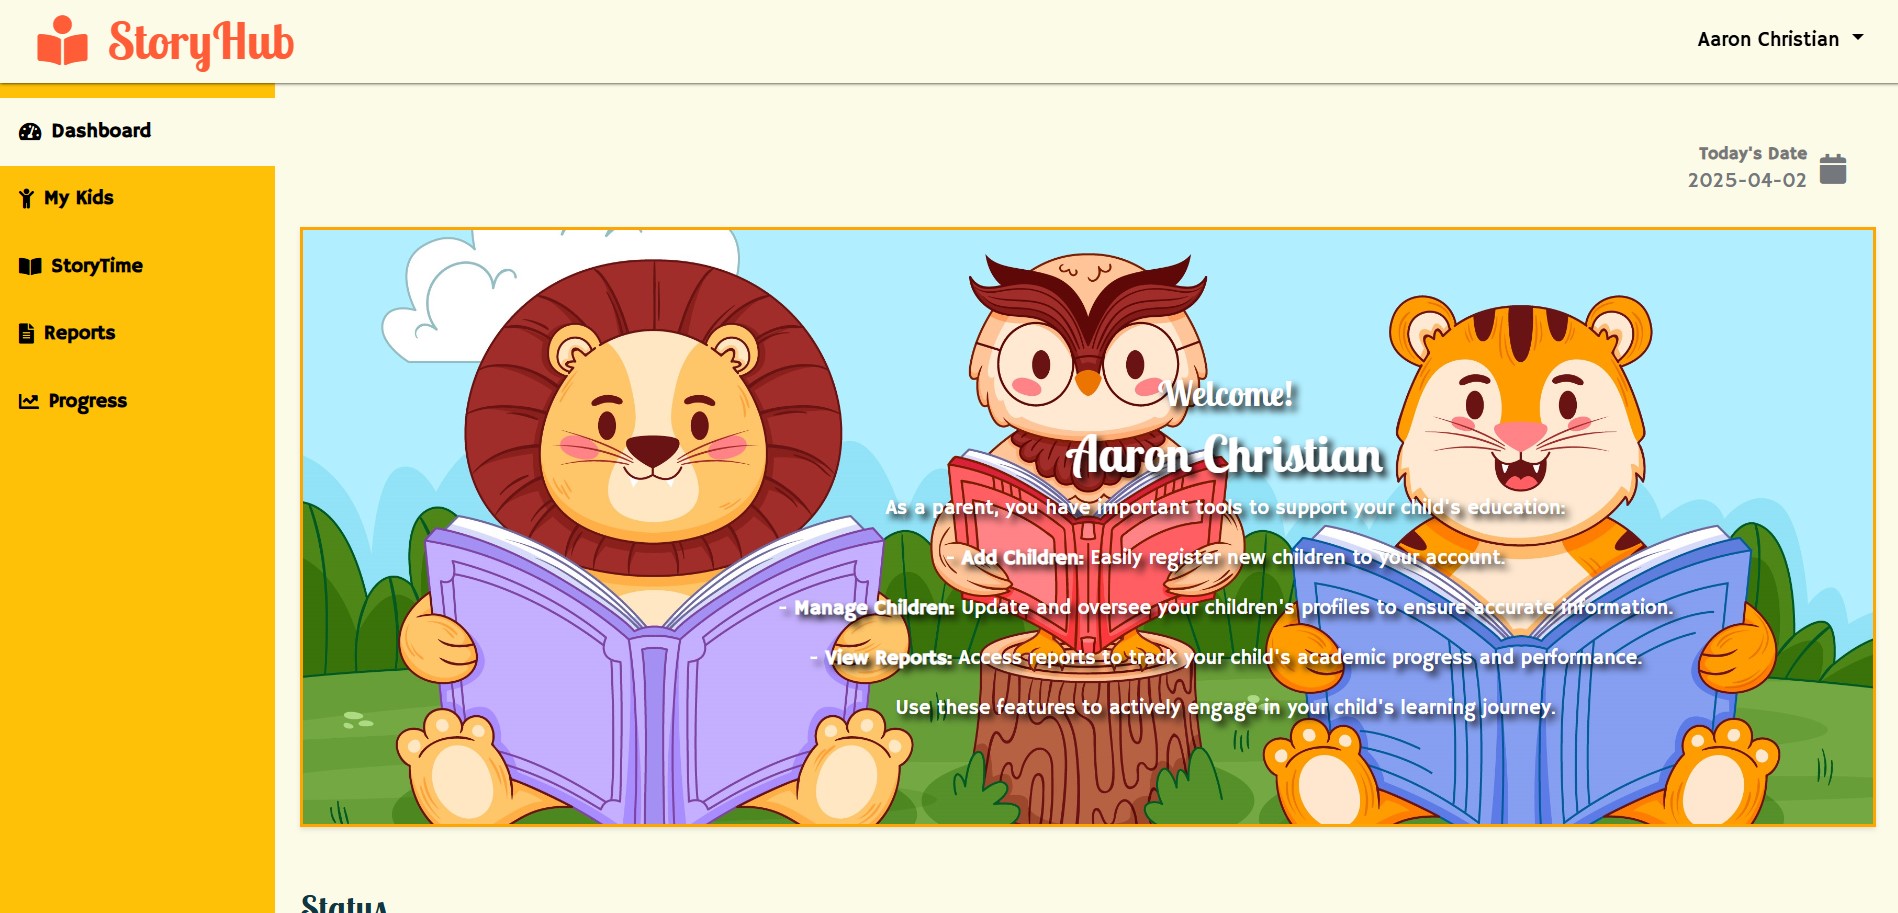 StoryHub
Aaron Christian
Dashboard
My Kids
StoryTime
Reports
Progress
Today's Date
2025-04-02
Welcome!
Aaron Christian
As a parent, you have important tools to support your child's education:
- Add Children: Easily register new children to your account.
- Manage Children: Update and oversee your children's profiles to ensure accurate information.
- View Reports: Access reports to track your child's academic progress and performance.
Use these features to actively engage in your child's learning journey.
Status